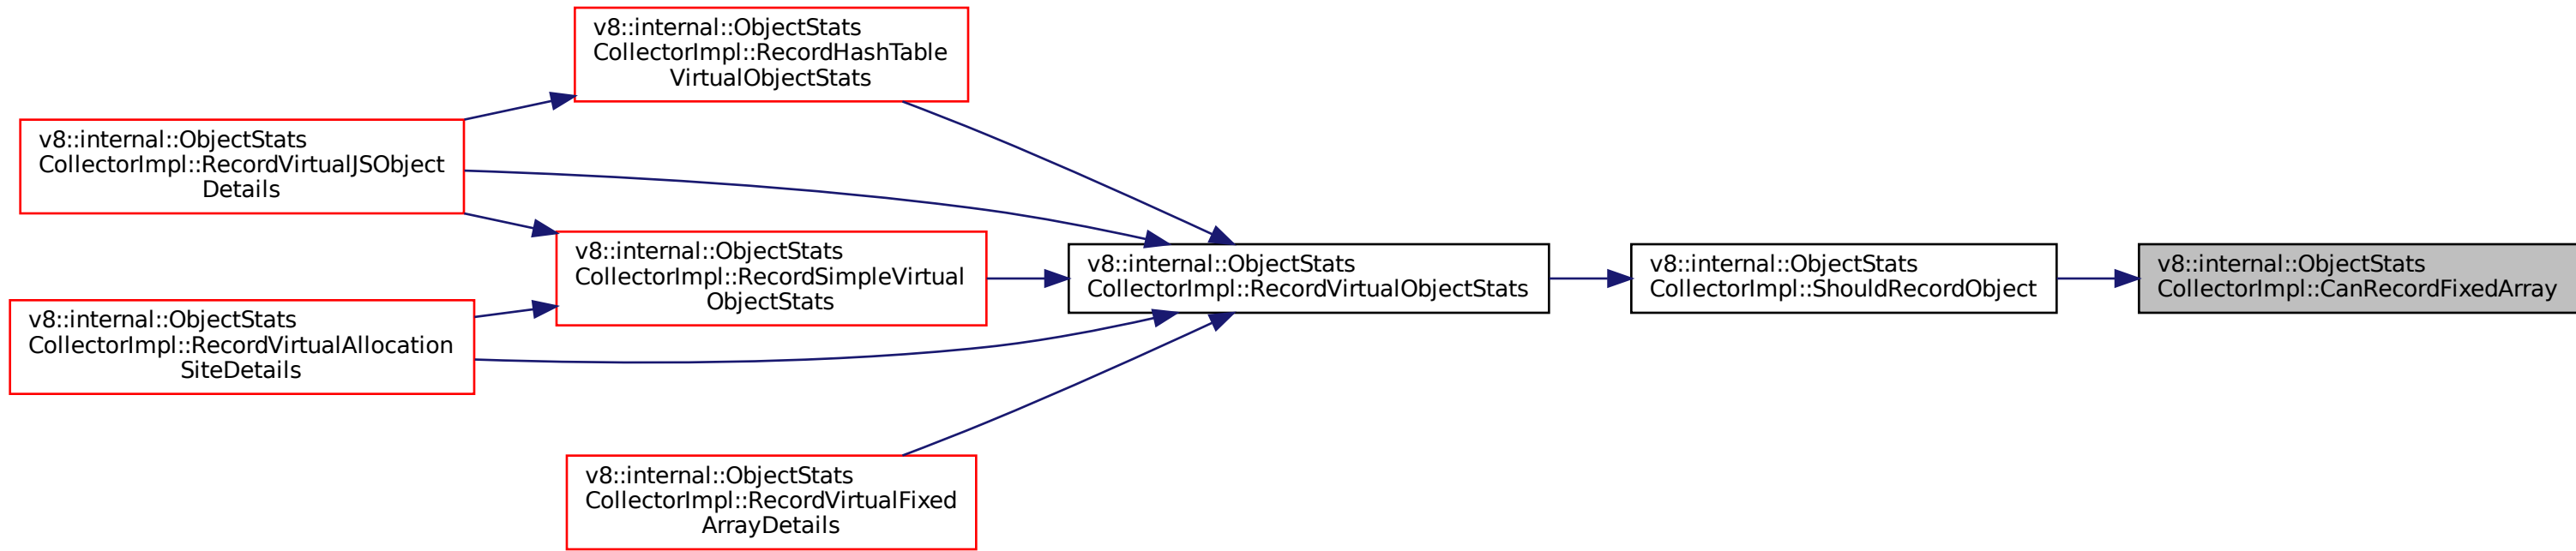 v8::internal::ObjectStats
CollectorImpl::RecordHashTable
VirtualObjectStats
v8::internal::ObjectStats
CollectorImpl::RecordVirtualJSObject
Details
v8::internal::ObjectStats
CollectorImpl::RecordSimpleVirtual
ObjectStats
v8::internal::ObjectStats
CollectorImpl::RecordVirtualObjectStats
v8::internal::ObjectStats
CollectorImpl::ShouldRecordObject
v8::internal::ObjectStats
CollectorImpl::CanRecordFixedArray
v8::internal::ObjectStats
CollectorImpl::RecordVirtualAllocation
SiteDetails
v8::internal::ObjectStats
CollectorImpl::RecordVirtualFixed
ArrayDetails